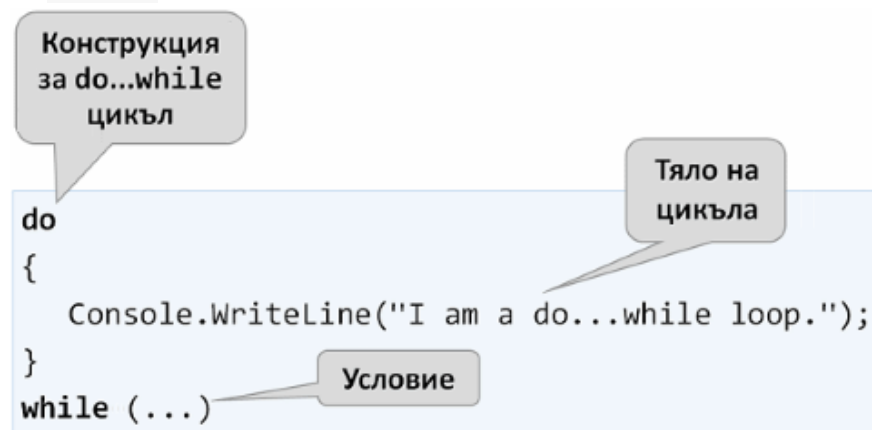 Конструкция
за do...while
цикъл
Тяло на
цикъла
do
{
Console.WriteLine("I am a do...while loop.");
}
Условие
while (...)